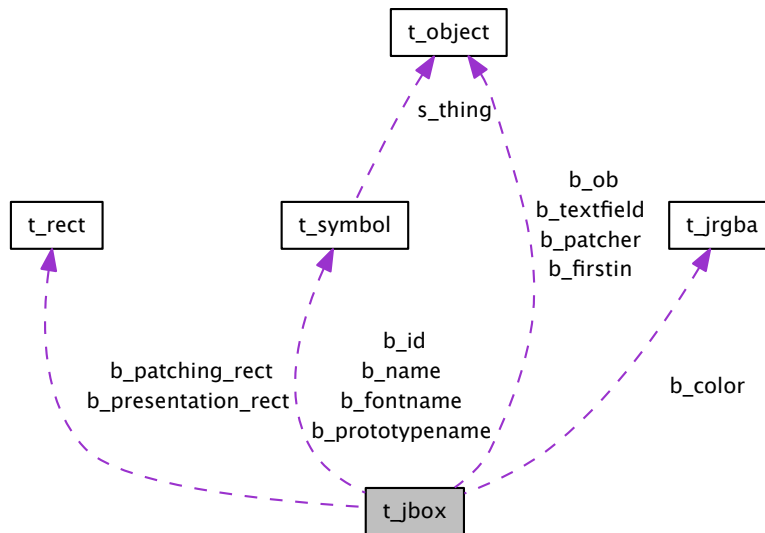 t_object
s_thing
b_ob
b_textfield
b_patcher
b_firstin
t_rect
t_symbol
t_jrgba
b_patching_rect
b_presentation_rect
b_id
b_name
b_fontname
b_prototypename
b_color
t_jbox